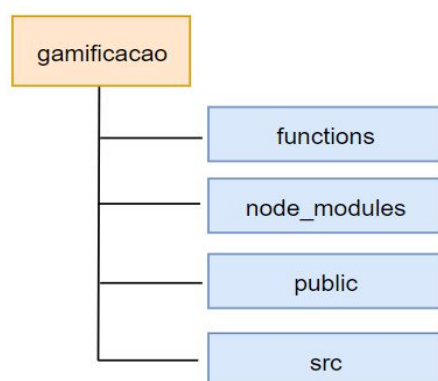 gamificacao
functions
node_modules
public
src